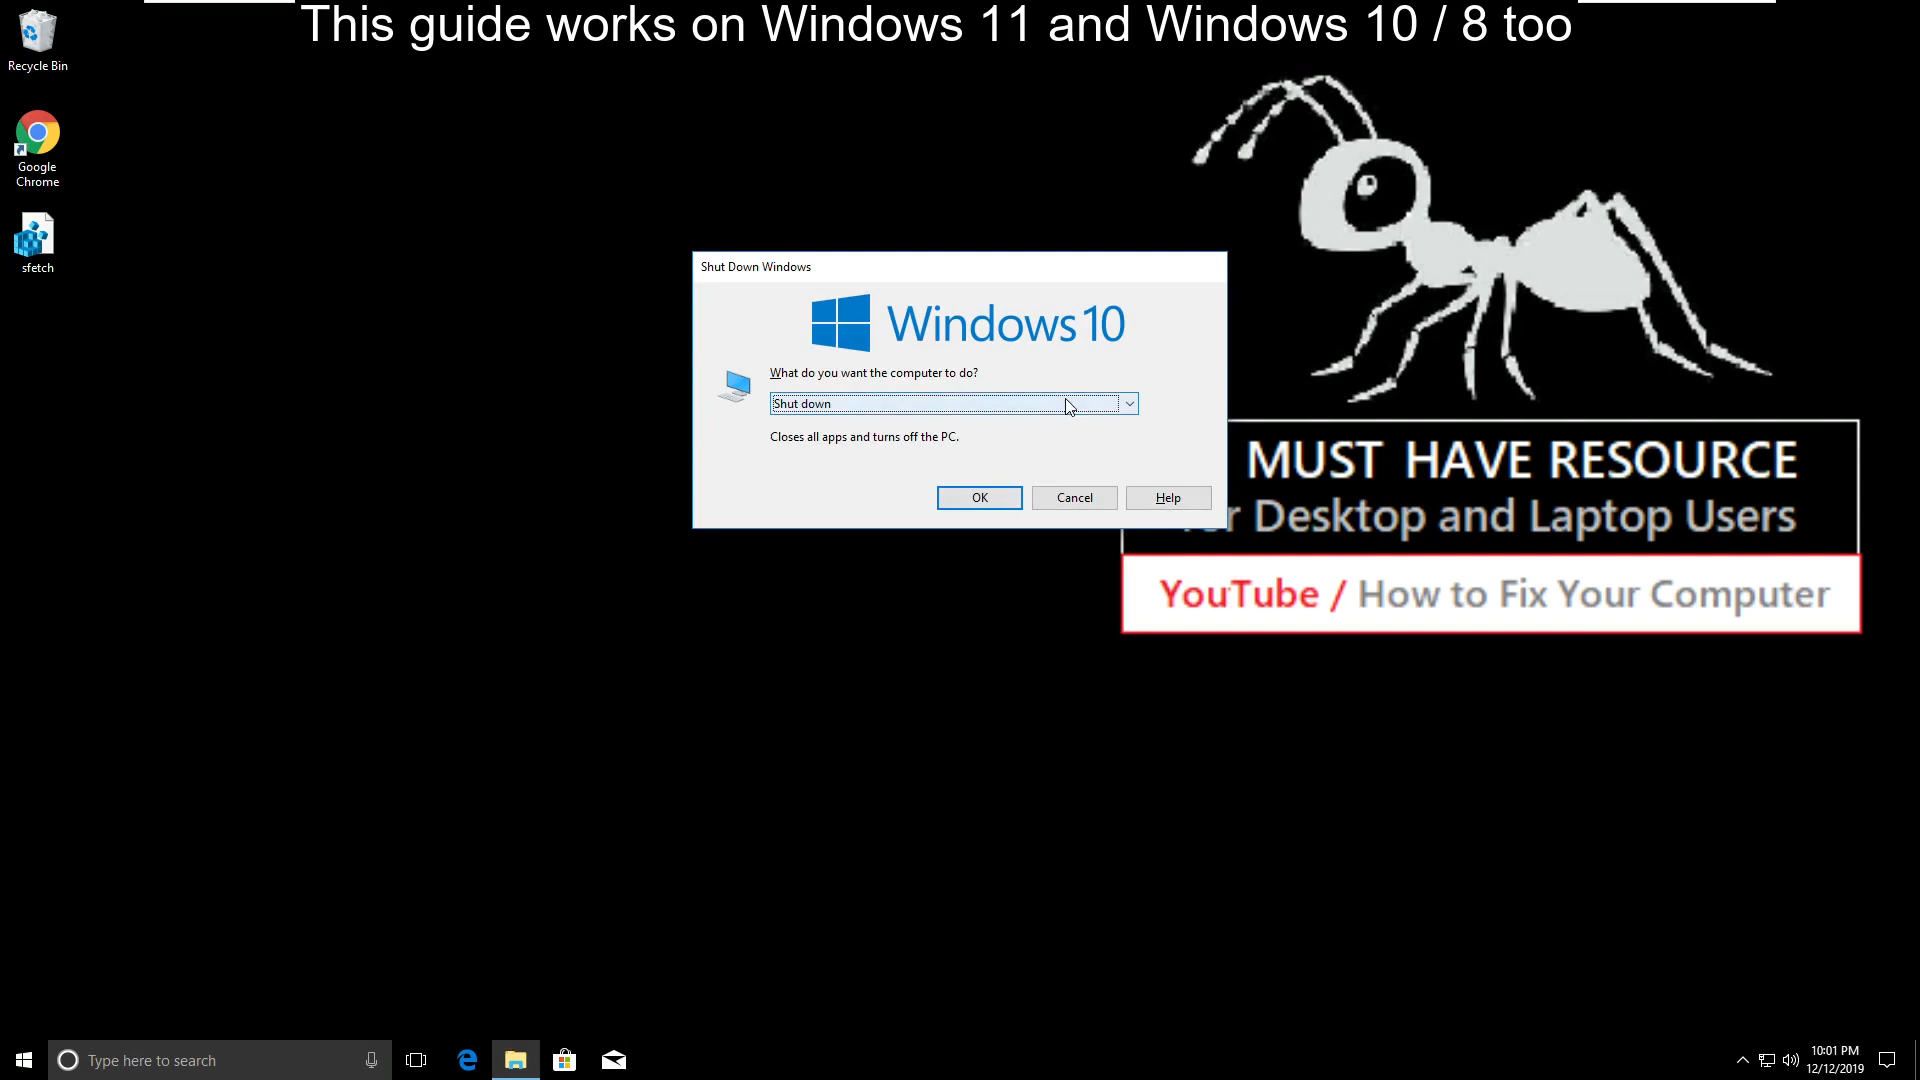 This guide works on Windows 11 and Windows 10 / 8 too
Recycle Bin
Google
Chrome
sfetch
Shut Down Windows
Windows 10
What do you want the computer to do?
Shut down
Closes all apps and turns off the PC.
OK
Cancel
Help
MUST HAVE RESOURCE
Desktop and Laptop Users
YouTube / How to Fix Your Computer
Type here to search
10:01 PM
12/12/2019